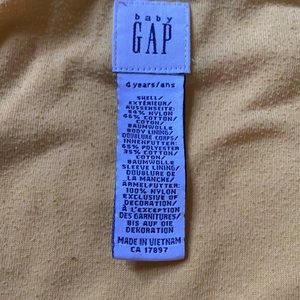 baby
GAP
4 years/ans
SHELL/
EXTÉRIEUR/
AUSSENSEITE:
54% NYLON
46% COTTON/
COTON/
BAUMWOLLE
BODY LINING/
DOUBLURE CORPS/
INNENFUTTER:
65% POLYESTER
35% COTTON/
COTON/
BAUMWOLLE
SLEEVE LINING/
DOUBLURE DE
LA MANCHE/
ÄRMELFUTTER:
100% NYLON
EXCLUSIVE OF
DECORATION/
À L'EXCEPTION
DES GARNITURES/
BIS AUF DIE
DEKORATION
MADE IN VIETNAM
CA 17897